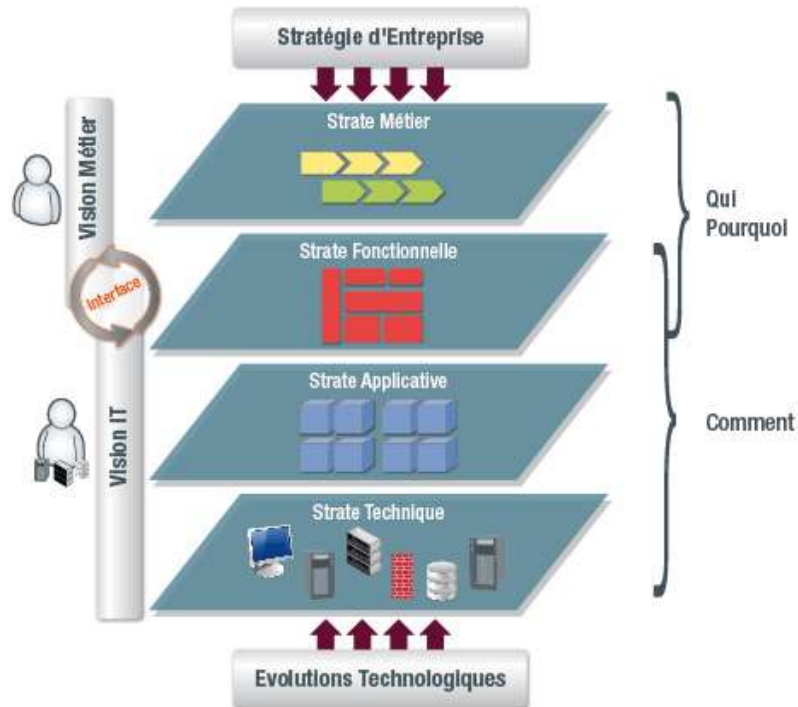 Stratégie d'Entreprise
Strate Métier
Vision Métier
Qui
Pourquoi
Strate Fonctionnelle
Interface
Strate Applicative
Comment
Vision IT
Strate Technique
Evolutions Technologiques